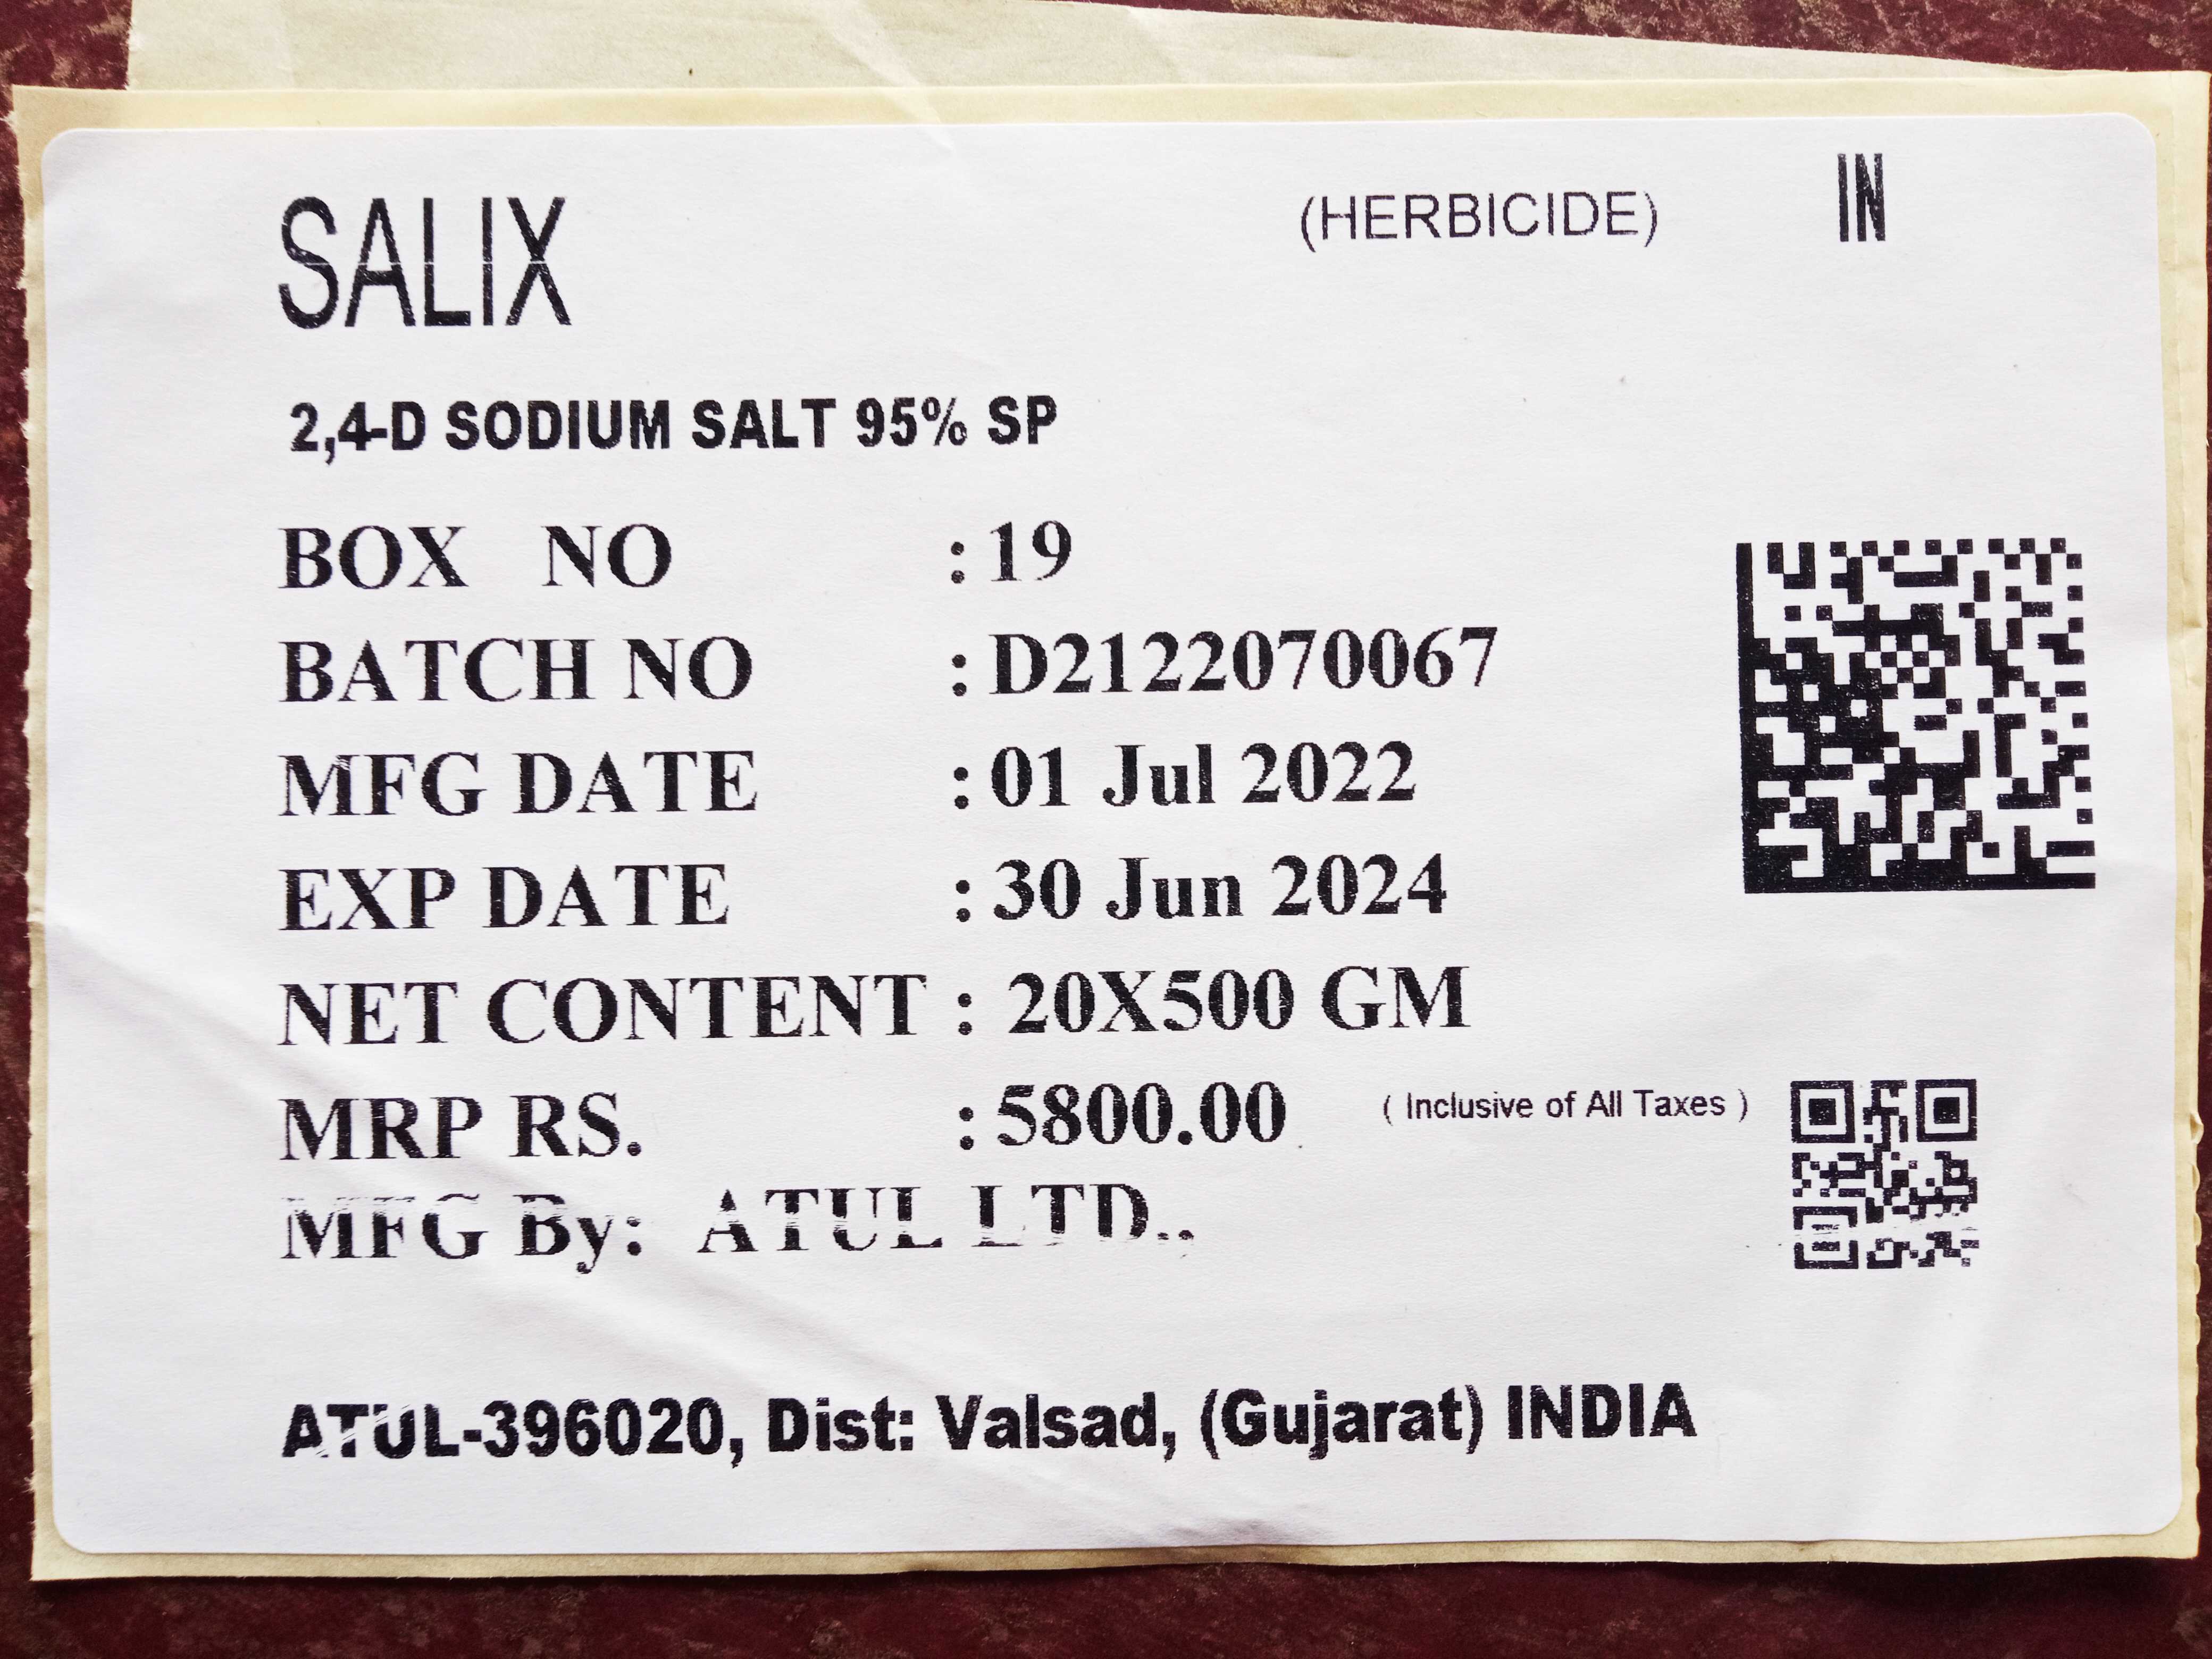 SALIX (HERBICIDE) IN
2,4-D SODIUM SALT 95% SP
BOX NO : 19
BATCH NO : D2122070067
MFG DATE : 01 Jul 2022
EXP DATE : 30 Jun 2024
NET CONTENT : 20X500 GM
MRP RS. : 5800.00 ( Inclusive of All Taxes )
MFG By: ATUL LTD.,
ATUL-396020, Dist: Valsad, (Gujarat) INDIA